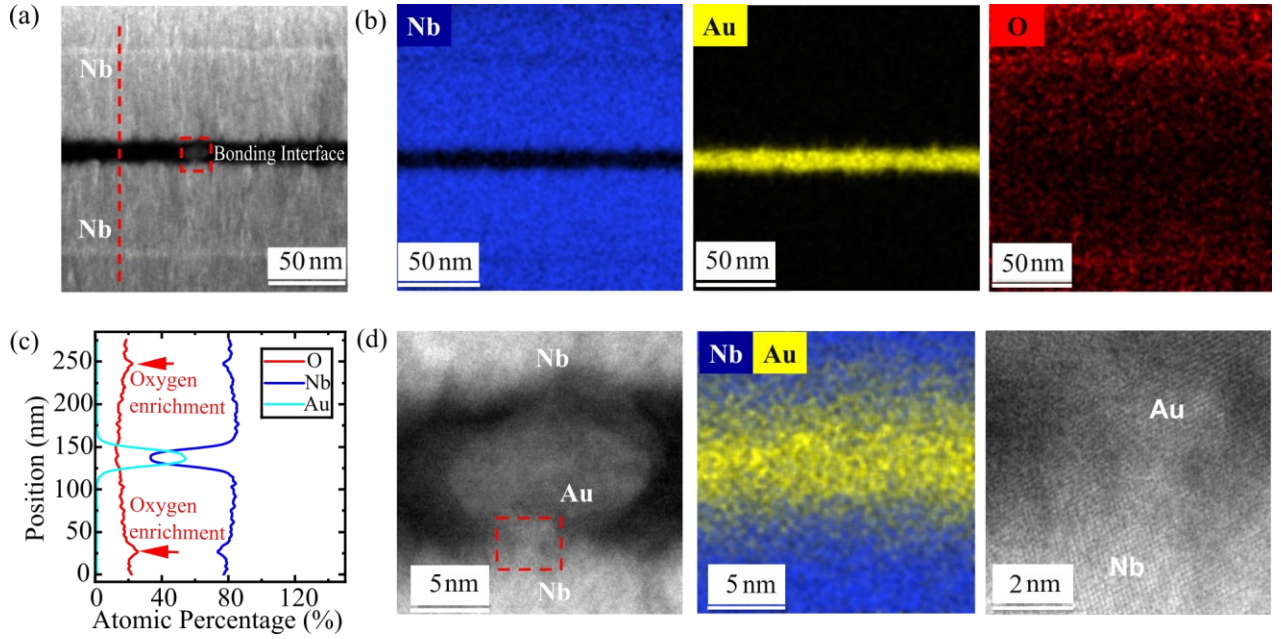 (a)
Nb
Bonding Interface
Nb
50 nm
(b)
Nb
50 nm
Au
50 nm
O
50 nm
(c)
250
200
150
100
50
0
Position (nm)
0 40 80 120
Atomic Percentage (%)
O
Nb
Au
Oxygen
enrichment
Oxygen
enrichment
(d)
Nb
Au
Nb
5 nm
Nb Au
5 nm
Au
Nb
2 nm